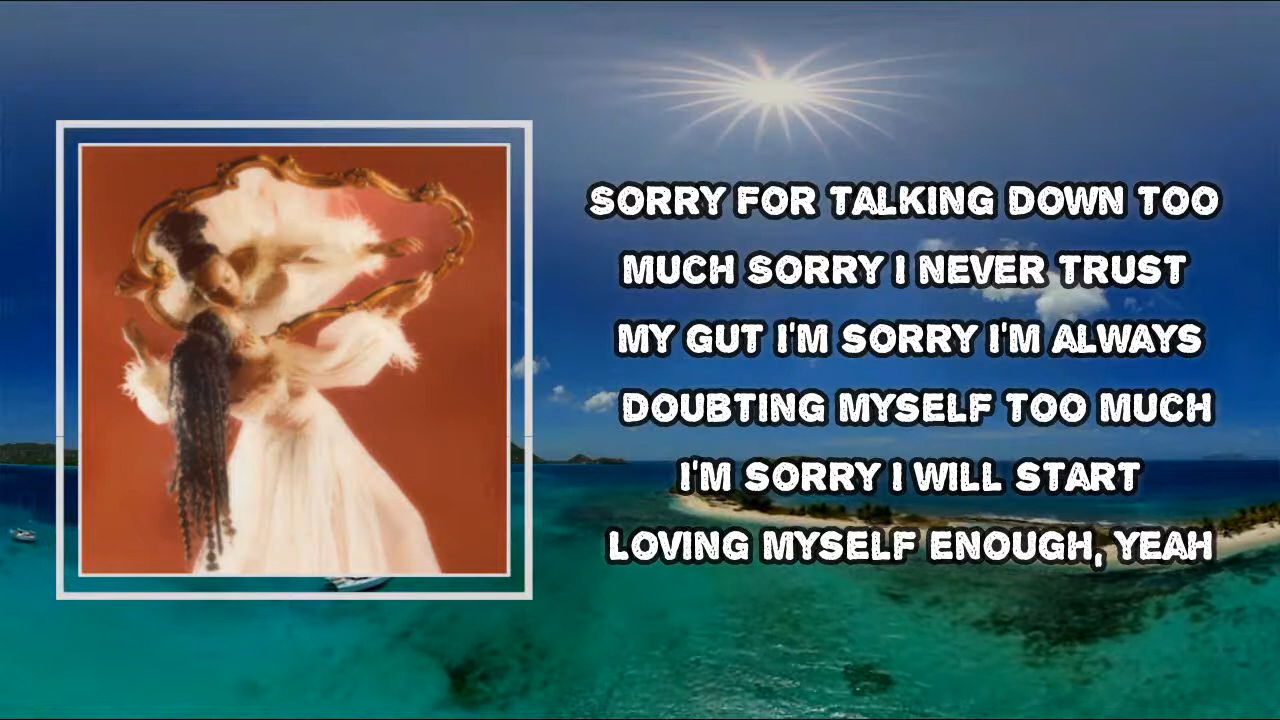 SORRY FOR TALKING DOWN TOO
MUCH SORRY I NEVER TRUST
MY GUT I'M SORRY I'M ALWAYS
DOUBTING MYSELF TOO MUCH
I'M SORRY I WILL START
LOVING MYSELF ENOUGH, YEAH